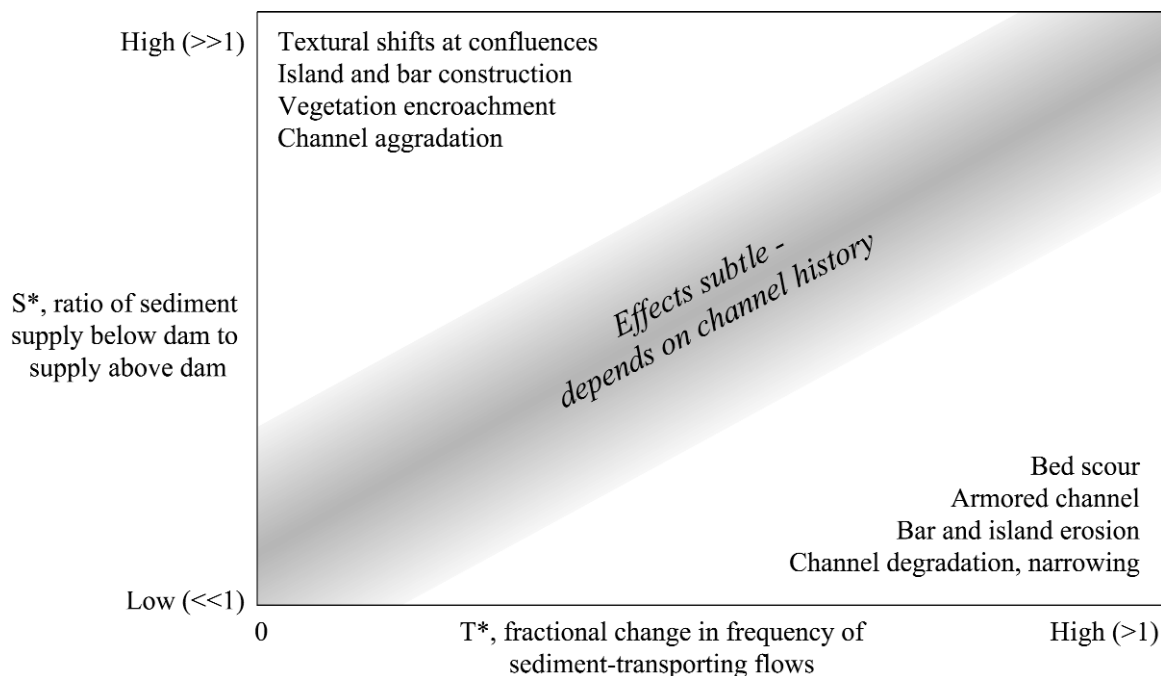 High (>>1)
Textural shifts at confluences
Island and bar construction
Vegetation encroachment
Channel aggradation
Effects subtle -
depends on channel history
S*, ratio of sediment
supply below dam to
supply above dam
Bed scour
Armored channel
Bar and island erosion
Channel degradation, narrowing
Low (<<1)
0
T*, fractional change in frequency of
sediment-transporting flows
High (>1)